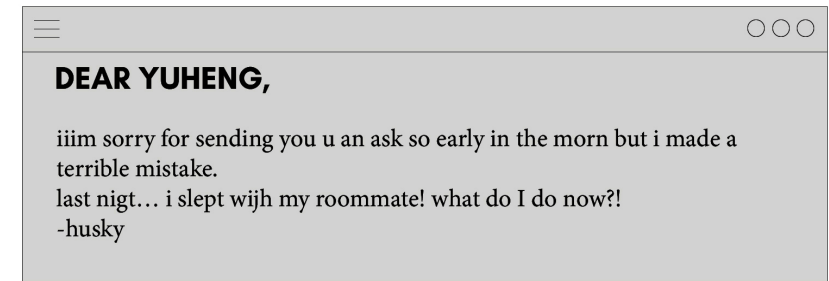 DEAR YUHENG,
iiim sorry for sending you u an ask so early in the morn but i made a
terrible mistake.
last nigt… i slept wijh my roommate! what do I do now?!
-husky